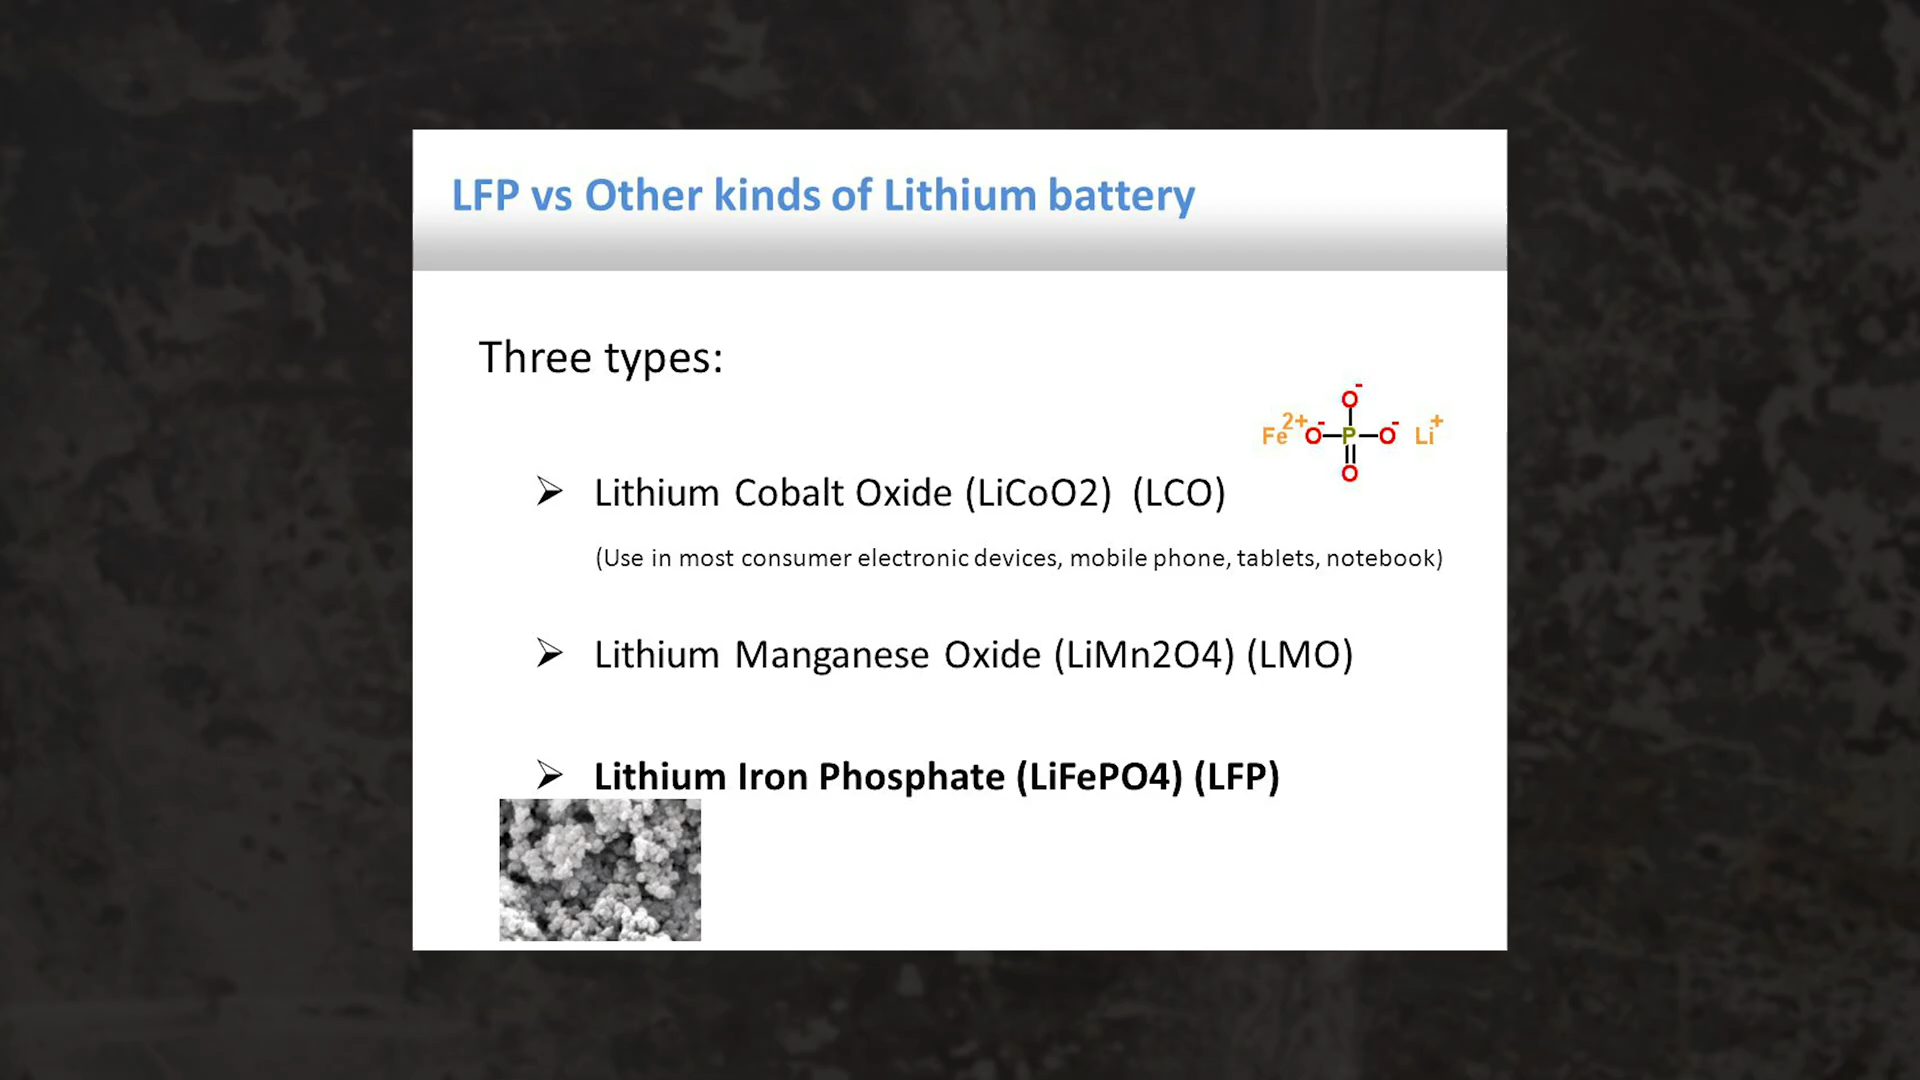 LFP vs Other kinds of Lithium battery
Three types:
O-
Fe2+ O- P O- Li+
O
➢ Lithium Cobalt Oxide (LiCoO2) (LCO)
(Use in most consumer electronic devices, mobile phone, tablets, notebook)
➢ Lithium Manganese Oxide (LiMn2O4) (LMO)
➢ Lithium Iron Phosphate (LiFePO4) (LFP)